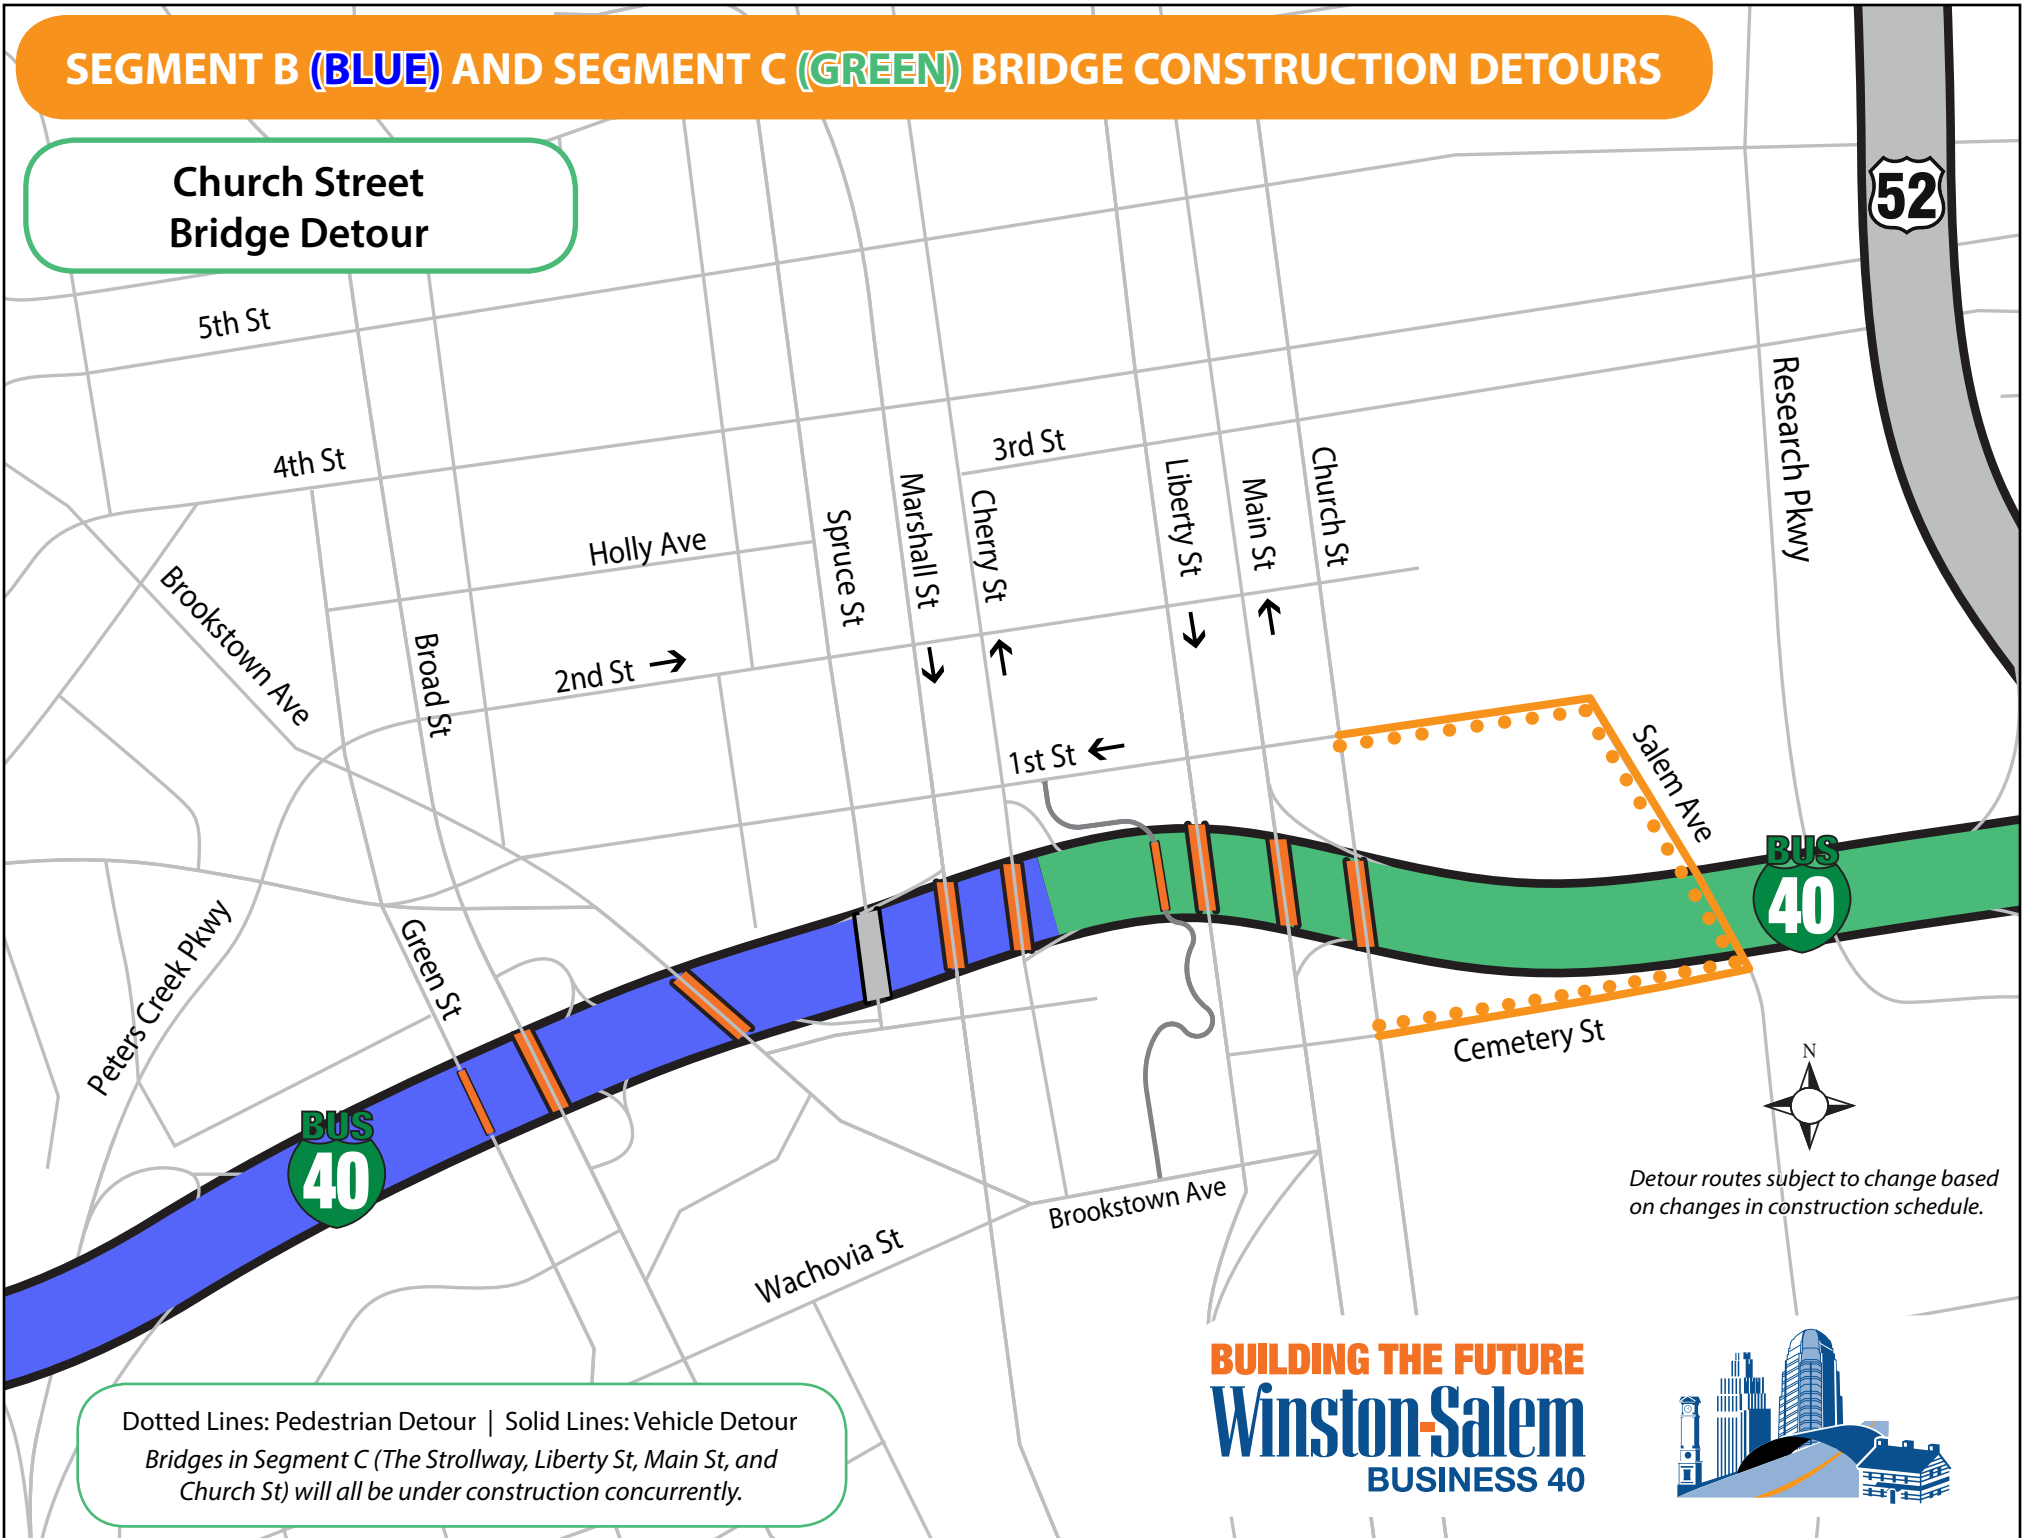 SEGMENT B (BLUE) AND SEGMENT C (GREEN) BRIDGE CONSTRUCTION DETOURS
Church Street
Bridge Detour
52
5th St
4th St
3rd St
Holly Ave
Brookstown Ave
Broad St
2nd St
Spruce St
Marshall St
Cherry St
Liberty St
Main St
Church St
Research Pkwy
1st St
Salem Ave
BUS
40
Peters Creek Pkwy
Green St
Cemetery St
N
BUS
40
Brookstown Ave
Wachovia St
Detour routes subject to change based
on changes in construction schedule.
Dotted Lines: Pedestrian Detour | Solid Lines: Vehicle Detour
Bridges in Segment C (The Strollway, Liberty St, Main St, and
Church St) will all be under construction concurrently.
BUILDING THE FUTURE
Winston-Salem
BUSINESS 40